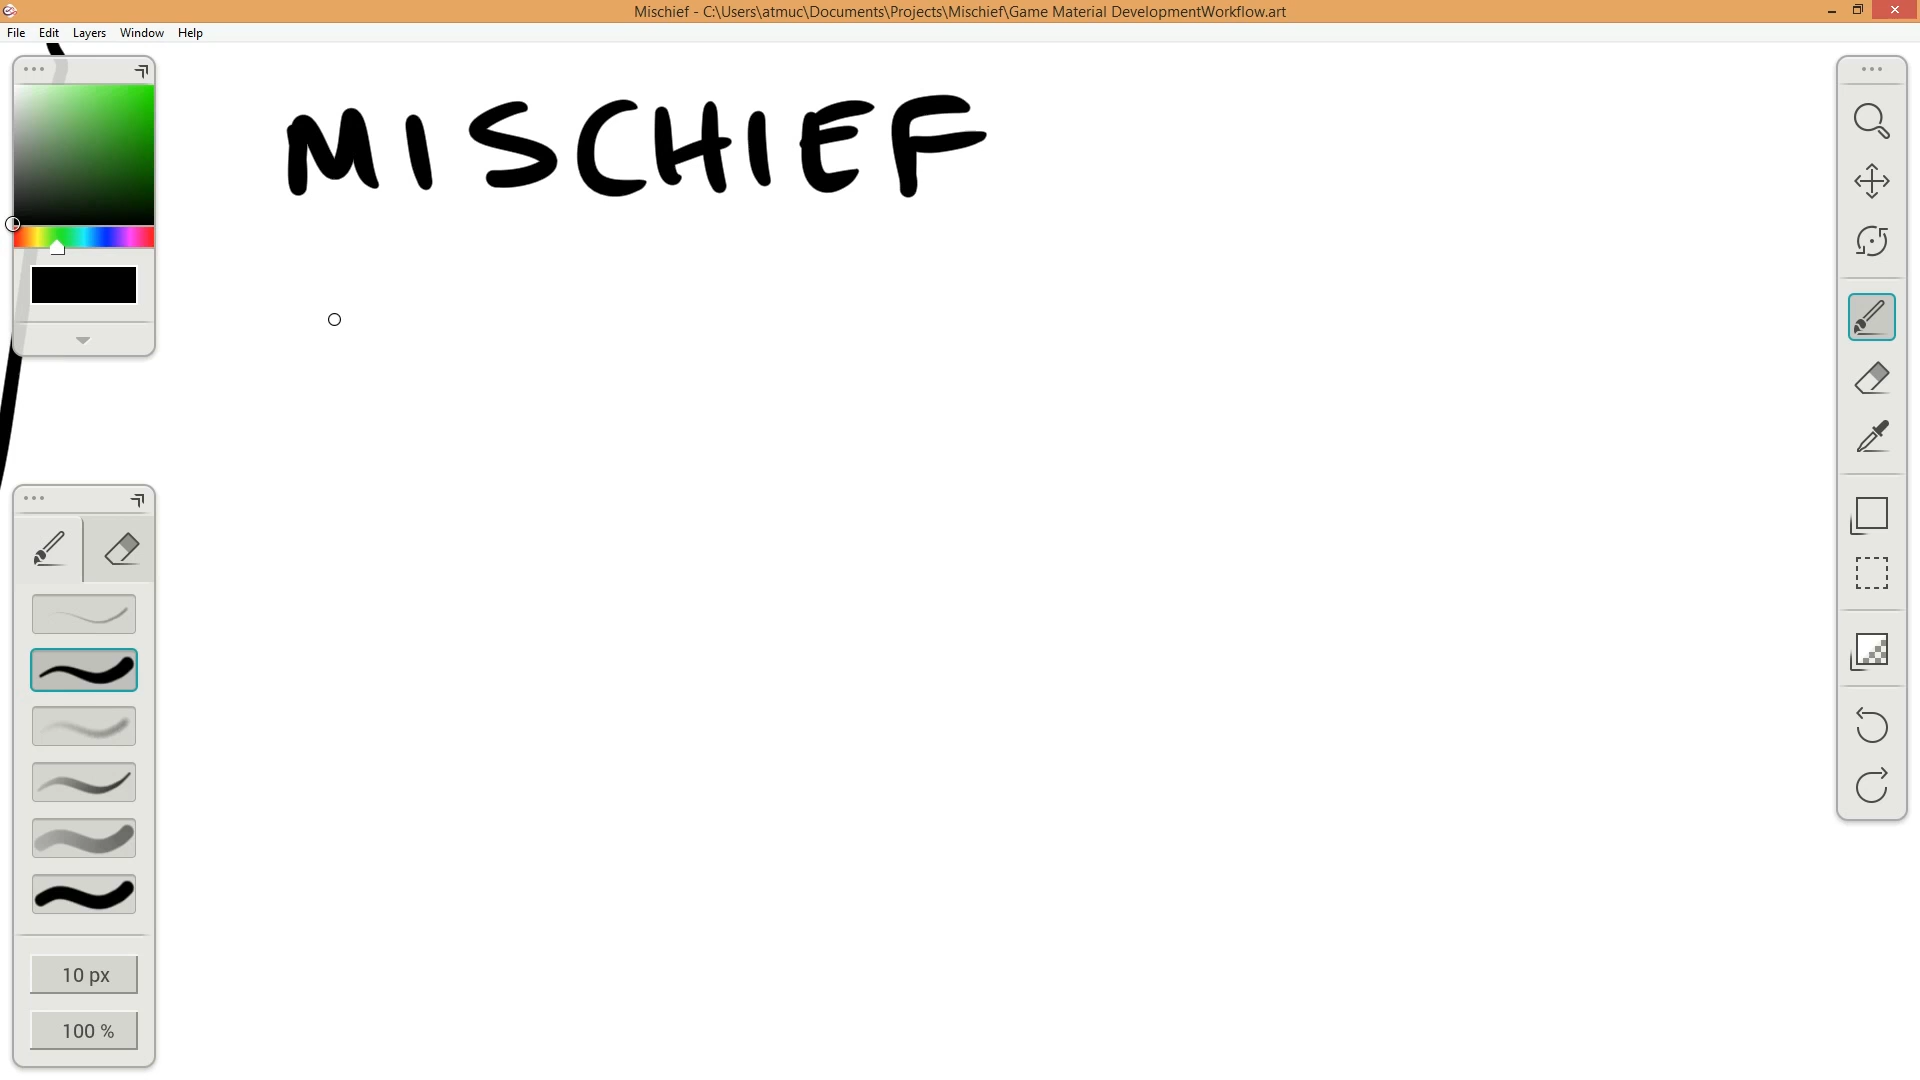 Mischief - C:\Users\atmuc\Documents\Projects\Mischief\Game Material DevelopmentWorkflow.art
File Edit Layers Window Help
MISCHIEF
10 px
100 %